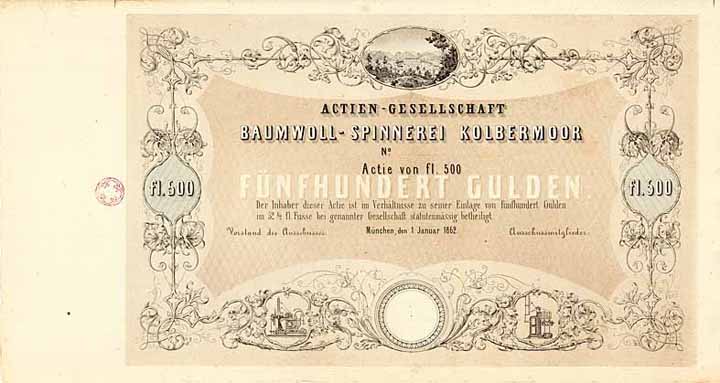 ACTIEN-GESELLSCHAFT
BAUMWOLL-SPINNEREI KOLBERMOOR
No
Actie von fl. 500
FÜNFHUNDERT GULDEN
fl. 500
fl. 500
Der Inhaber dieser Actie ist im Verhältnisse zu seiner Einlage von fünfhundert Gulden
im 52 ½ fl. Fusse bei genannter Gesellschaft statutenmässig betheiligt.
Vorstand des Ausschusses.
München, den 1 Januar 1862.
Ausschussmitglieder.